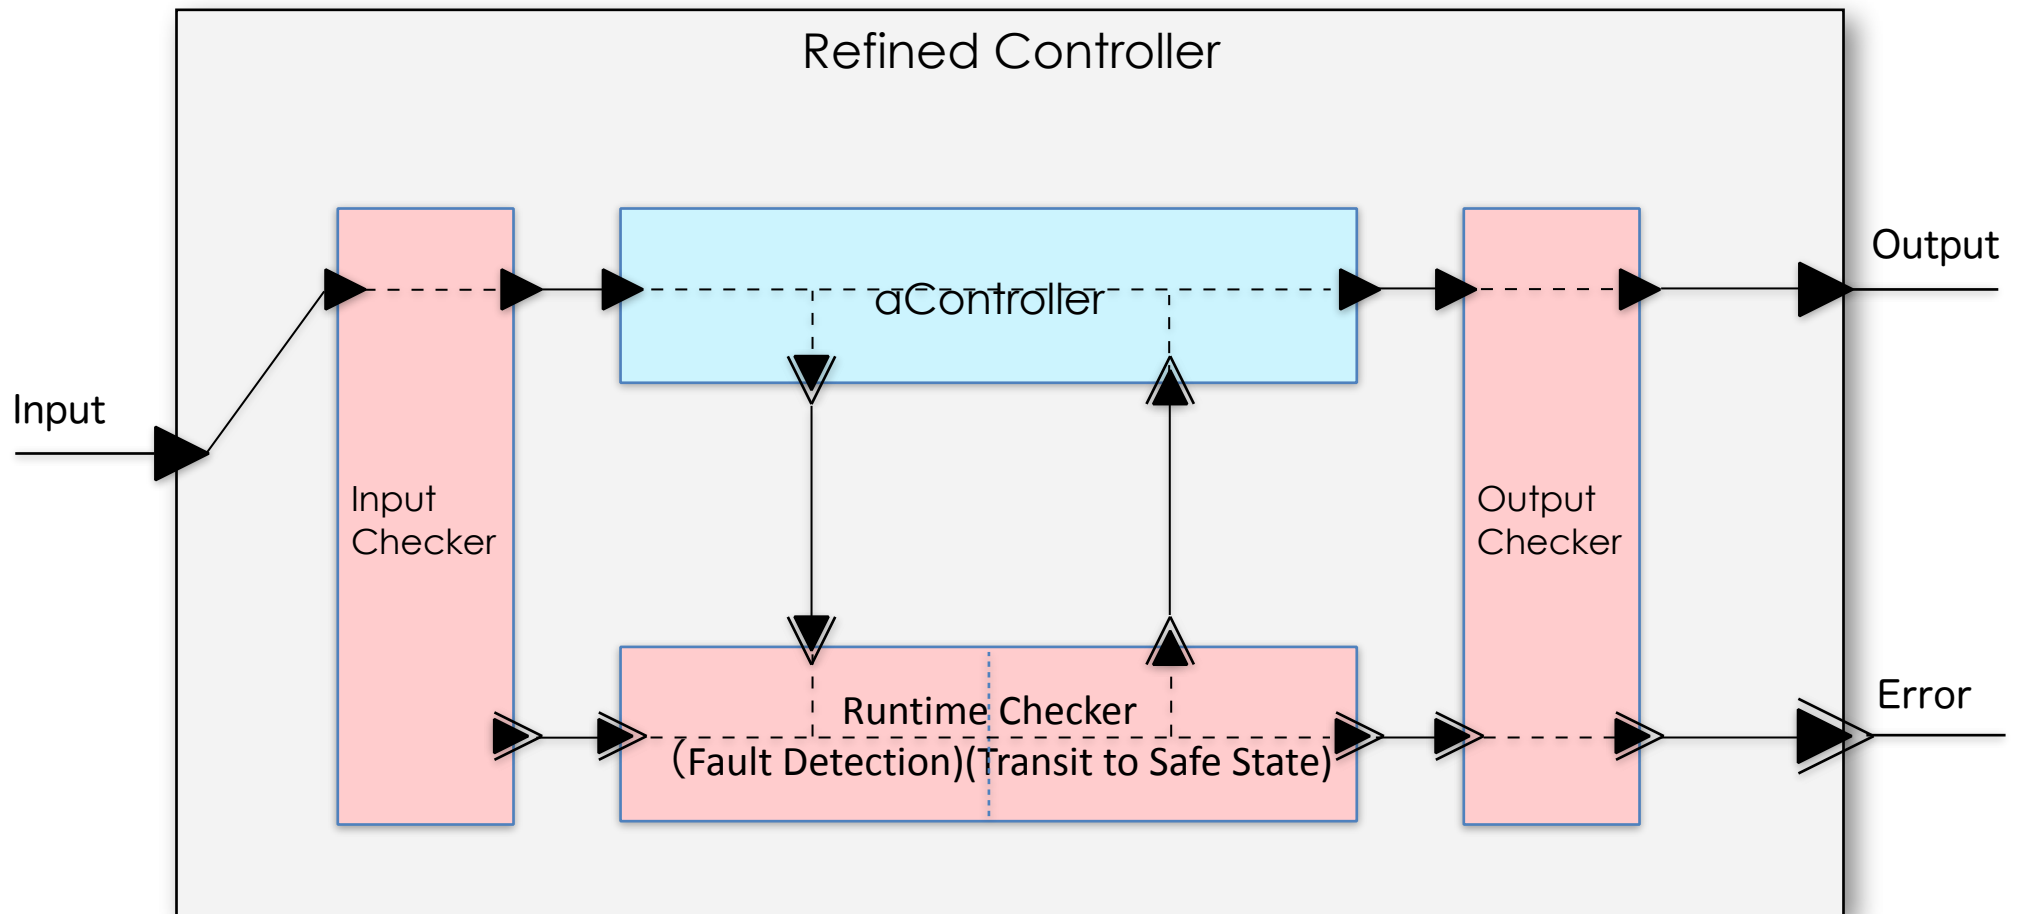 Refined Controller
Output
aController
Input
Input
Checker
Output
Checker
Error
Runtime Checker
（Fault Detection)(Transit to Safe State)